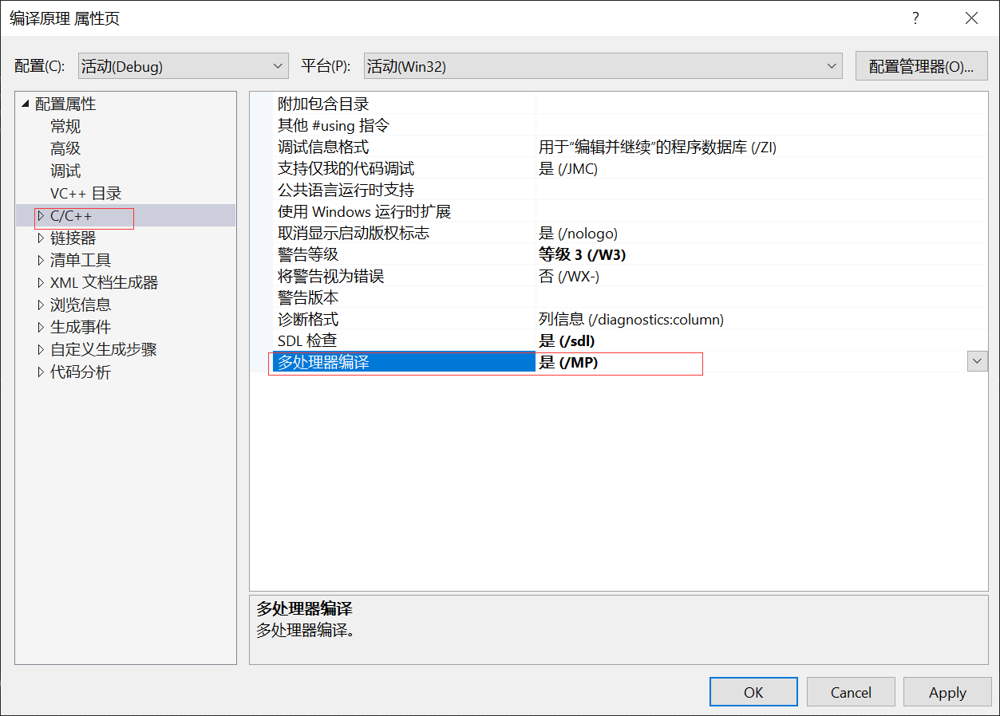 编译原理 属性页
?
配置(C): 活动(Debug) 平台(P): 活动(Win32) 配置管理器(O)...
配置属性
常规
高级
调试
VC++ 目录
C/C++
链接器
清单工具
XML 文档生成器
浏览信息
生成事件
自定义生成步骤
代码分析
附加包含目录
其他 #using 指令
调试信息格式 用于“编辑并继续”的程序数据库 (/ZI)
支持仅我的代码调试 是 (/JMC)
公共语言运行时支持
使用 Windows 运行时扩展
取消显示启动版权标志 是 (/nologo)
警告等级 等级 3 (/W3)
将警告视为错误 否 (/WX-)
警告版本
诊断格式 列信息 (/diagnostics:column)
SDL 检查 是 (/sdl)
多处理器编译 是 (/MP)
多处理器编译
多处理器编译。
OK Cancel Apply